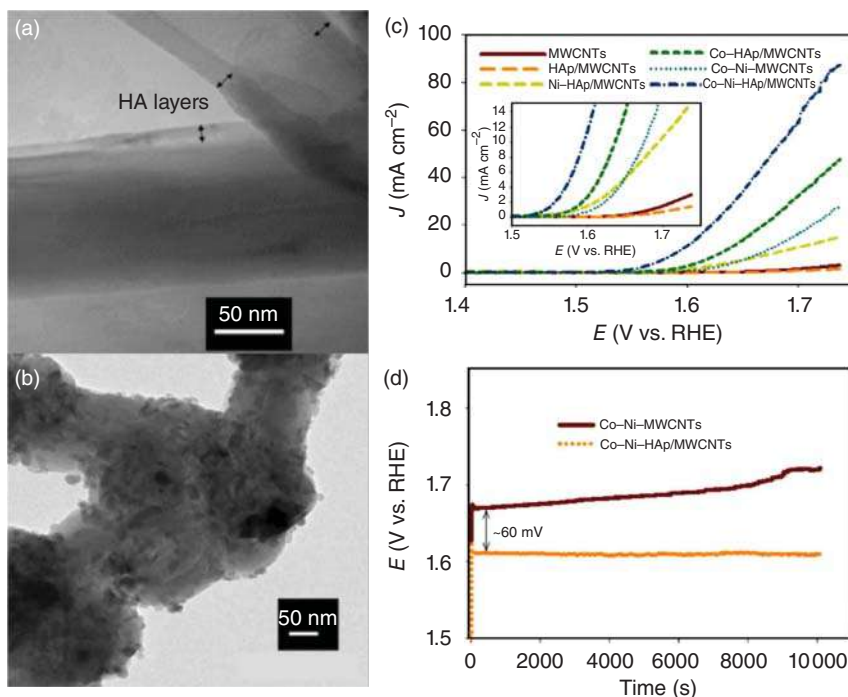 (a)
HA layers
50 nm
(b)
50 nm
(c)
J (mA cm−2)
100
80
60
40
20
0
MWCNTs
HAp/MWCNTs
Ni–HAp/MWCNTs
Co–HAp/MWCNTs
Co–Ni–MWCNTs
Co–Ni–HAp/MWCNTs
J (mA cm−2)
14
12
10
8
6
4
2
0
1.5 1.6 1.7
E (V vs. RHE)
1.4 1.5 1.6 1.7
E (V vs. RHE)
(d)
E (V vs. RHE)
1.8
1.7
1.6
1.5
Co–Ni–MWCNTs
Co–Ni–HAp/MWCNTs
~60 mV
0 2000 4000 6000 8000 10000
Time (s)